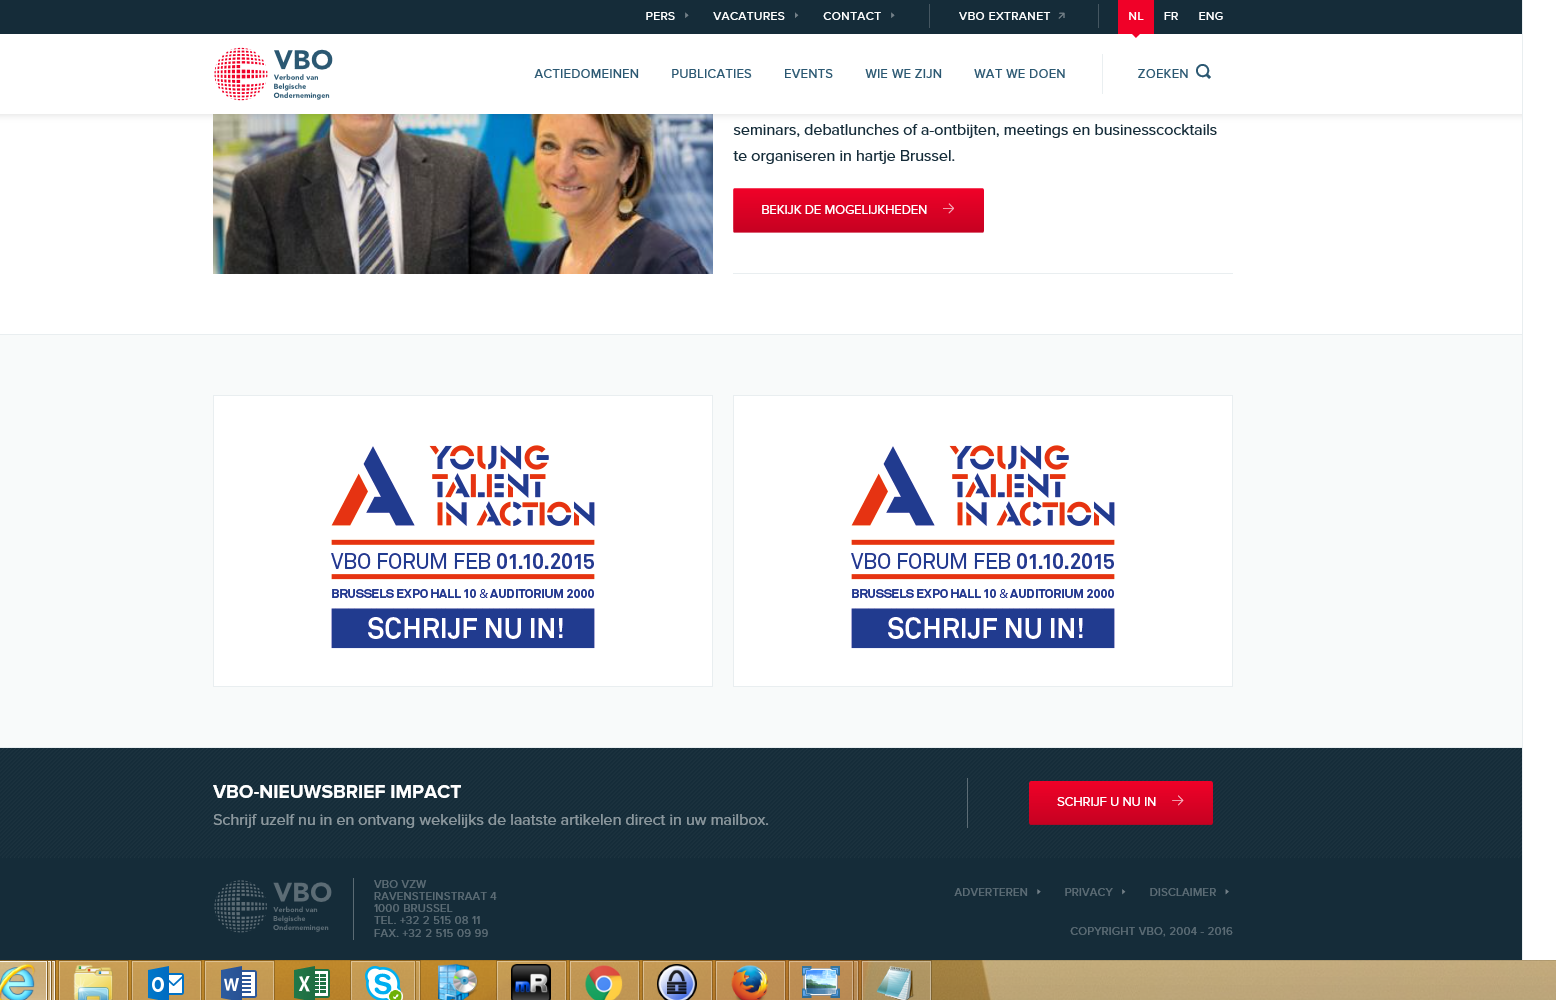 PERS VACATURES CONTACT VBO EXTRANET NL FR ENG
VBO
Verbond van
Belgische
Ondernemingen
ACTIEDOMEINEN PUBLICATIES EVENTS WIE WE ZIJN WAT WE DOEN ZOEKEN
seminars, debatlunches of a-ontbijten, meetings en businesscocktails
te organiseren in hartje Brussel.
BEKIJK DE MOGELIJKHEDEN
A YOUNG
TALENT
IN ACTION
VBO FORUM FEB 01.10.2015
BRUSSELS EXPO HALL 10 & AUDITORIUM 2000
SCHRIJF NU IN!
A YOUNG
TALENT
IN ACTION
VBO FORUM FEB 01.10.2015
BRUSSELS EXPO HALL 10 & AUDITORIUM 2000
SCHRIJF NU IN!
VBO-NIEUWSBRIEF IMPACT
Schrijf uzelf nu in en ontvang wekelijks de laatste artikelen direct in uw mailbox.
SCHRIJF U NU IN
VBO
Verbond van
Belgische
Ondernemingen
VBO VZW
RAVENSTEINSTRAAT 4
1000 BRUSSEL
TEL. +32 2 515 08 11
FAX. +32 2 515 09 99
ADVERTEREN PRIVACY DISCLAIMER
COPYRIGHT VBO, 2004 - 2016
mR